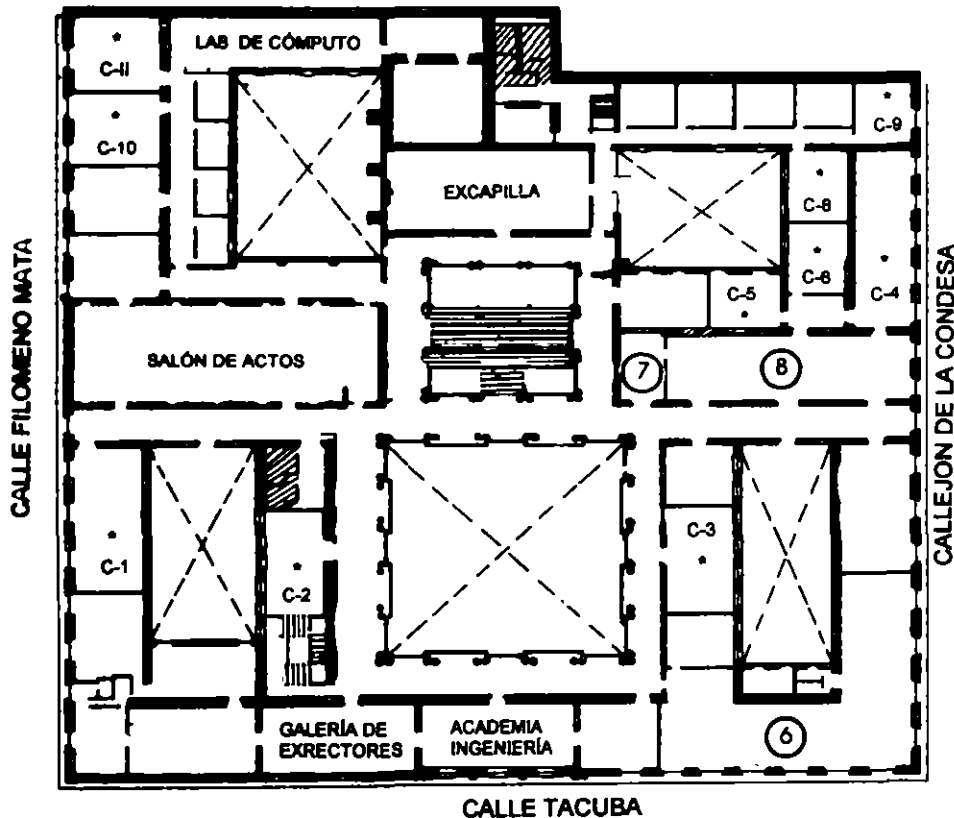 LAB DE CÓMPUTO
C-11
C-10
C-9
EXCAPILLA
C-8
C-6
C-5
C-4
SALÓN DE ACTOS
7
8
CALLE FILOMENO MATA
CALLEJON DE LA CONDESA
C-1
C-2
C-3
GALERÍA DE
EXRECTORES
ACADEMIA
INGENIERÍA
6
CALLE TACUBA